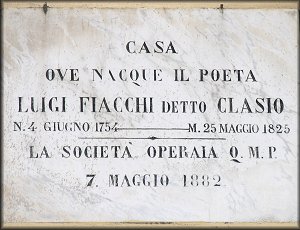 CASA
OVE NACQUE IL POETA
LUIGI FIACCHI DETTO CLASIO
N. 4 GIUGNO 1754 — M. 25 MAGGIO 1825
LA SOCIETÀ OPERAIA Q. M. P.
7. MAGGIO 1882.